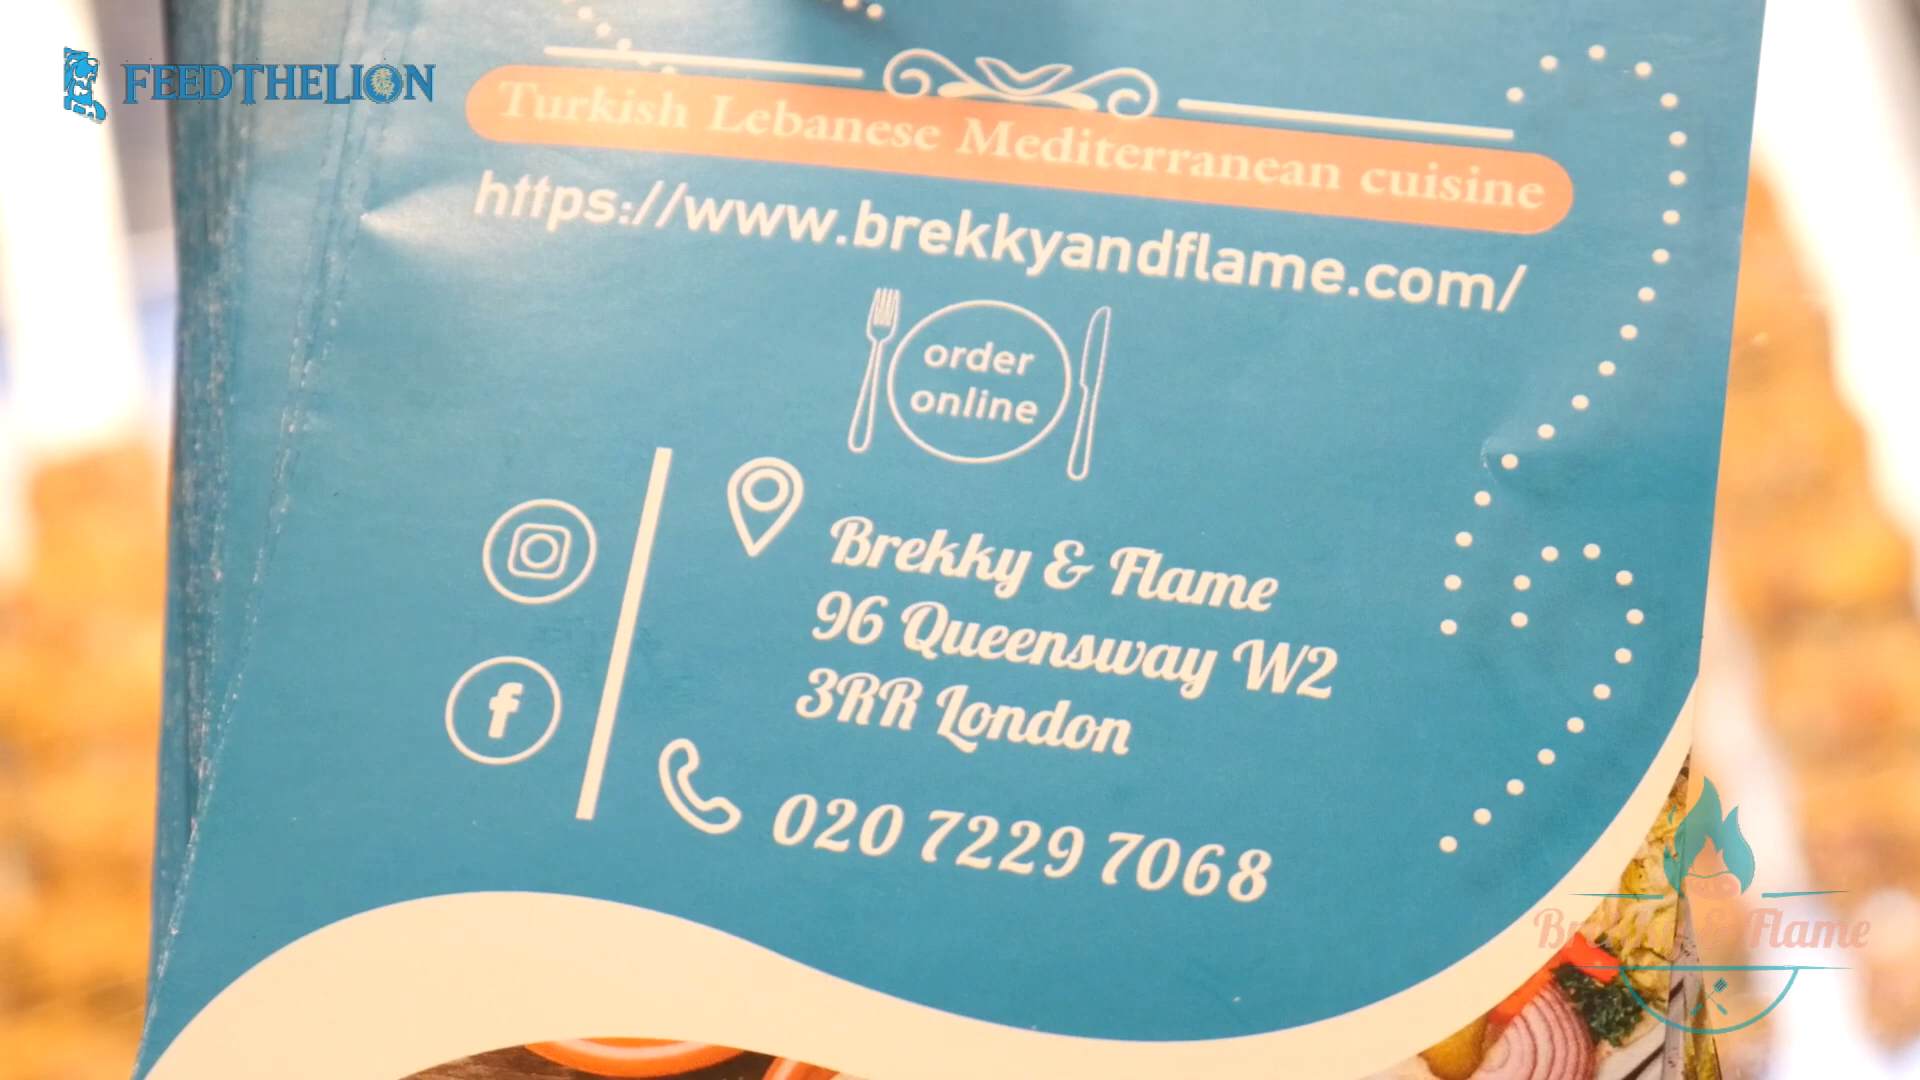 FEEDTHELION
Turkish Lebanese Mediterranean cuisine
https://www.brekkyandflame.com/
order
online
Brekky & Flame
96 Queensway W2
3RR London
020 7229 7068
Brekky & Flame